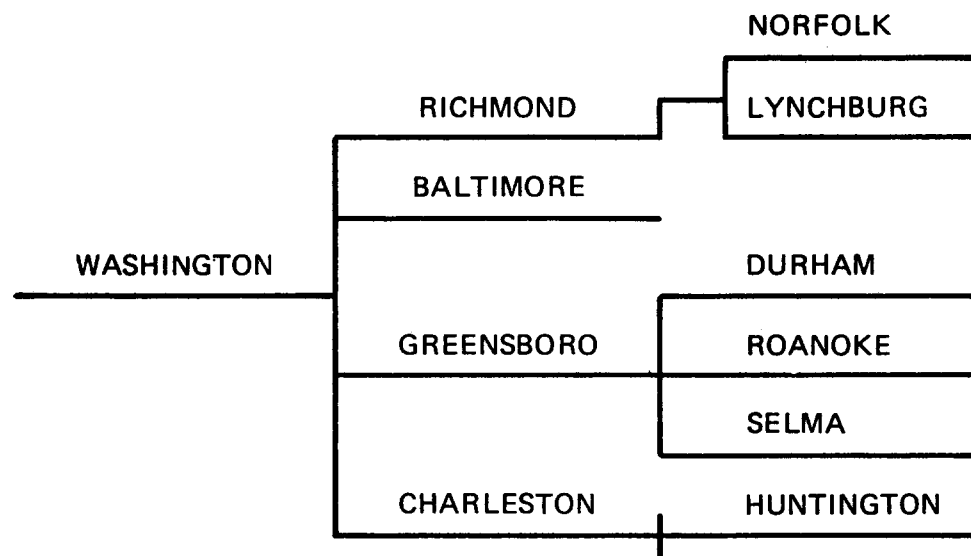 NORFOLK
RICHMOND
LYNCHBURG
BALTIMORE
WASHINGTON
DURHAM
GREENSBORO
ROANOKE
SELMA
CHARLESTON
HUNTINGTON